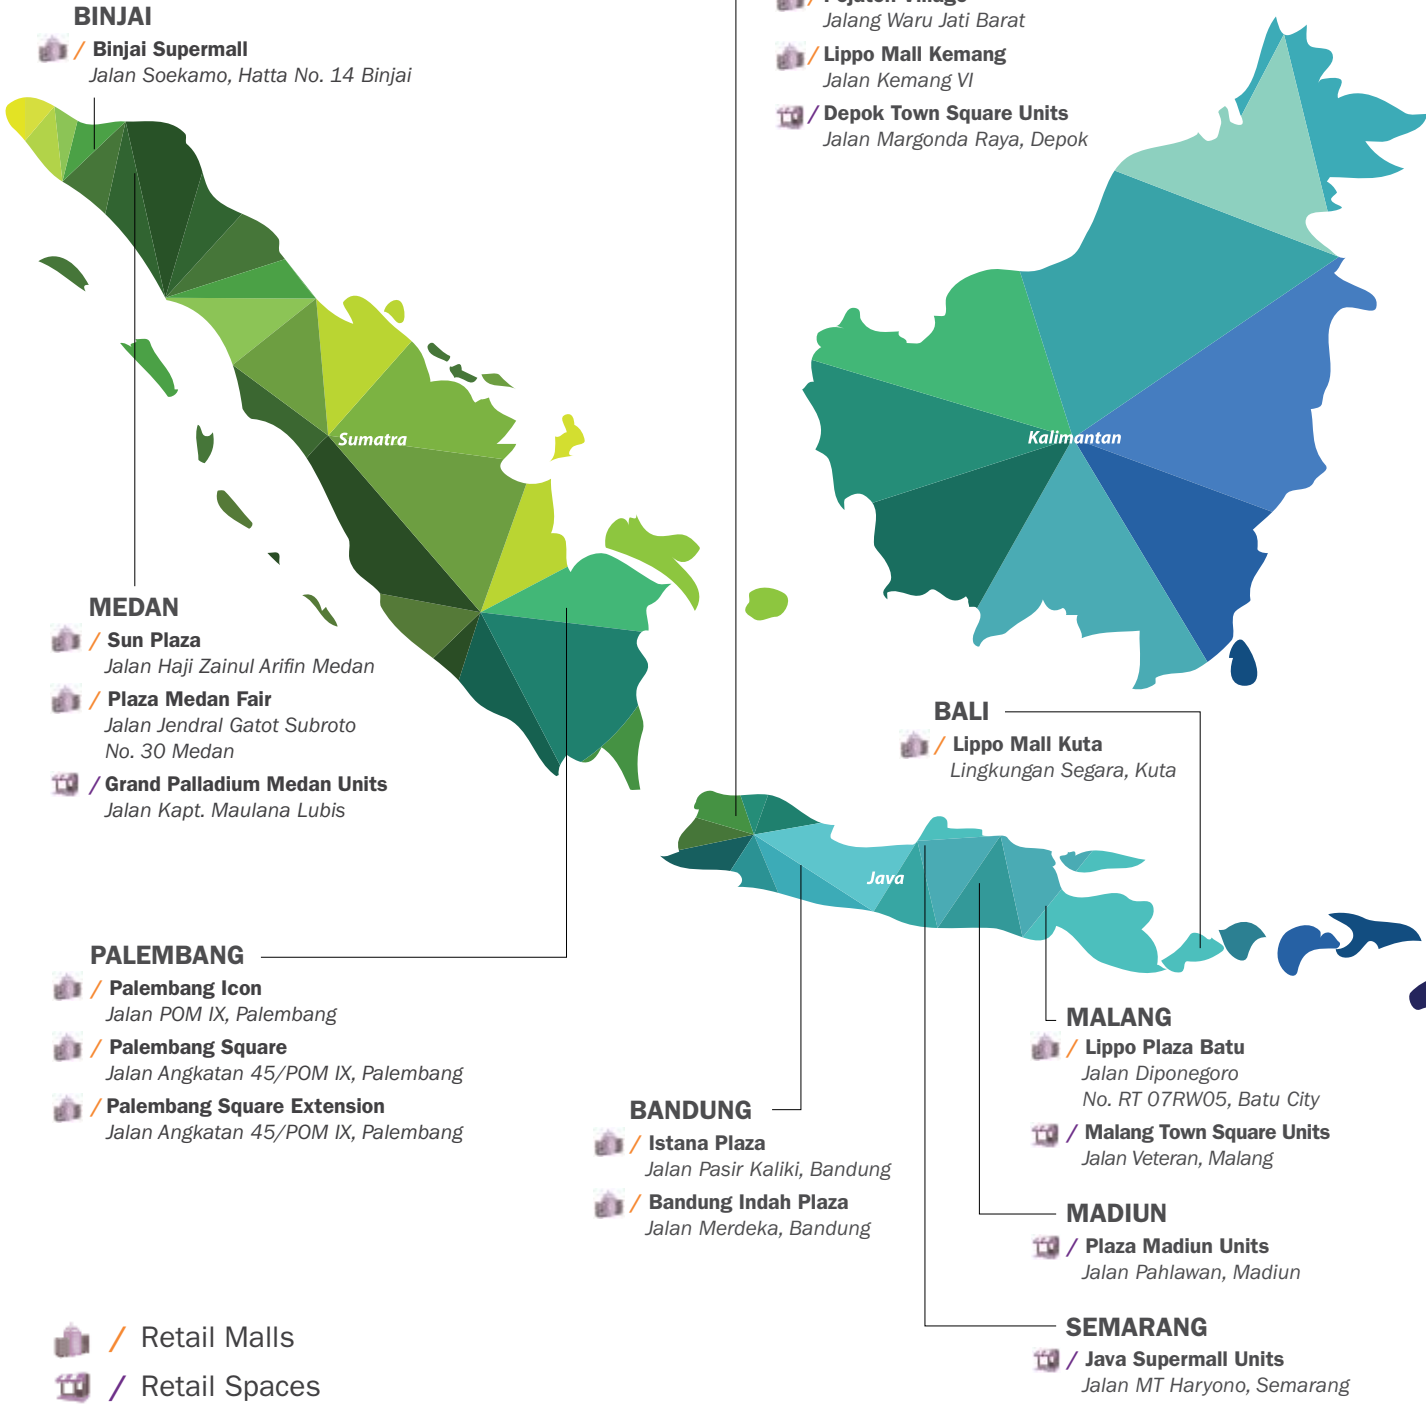 BINJAI
/ Binjai Supermall
Jalan Soekarno, Hatta No. 14 Binjai
Jalang Waru Jati Barat
/ Lippo Mall Kemang
Jalan Kemang VI
/ Depok Town Square Units
Jalan Margonda Raya, Depok
Sumatra
Kalimantan
MEDAN
/ Sun Plaza
Jalan Haji Zainul Arifin Medan
/ Plaza Medan Fair
Jalan Jendral Gatot Subroto
No. 30 Medan
/ Grand Palladium Medan Units
Jalan Kapt. Maulana Lubis
BALI
/ Lippo Mall Kuta
Lingkungan Segara, Kuta
Java
PALEMBANG
/ Palembang Icon
Jalan POM IX, Palembang
/ Palembang Square
Jalan Angkatan 45/POM IX, Palembang
/ Palembang Square Extension
Jalan Angkatan 45/POM IX, Palembang
BANDUNG
/ Istana Plaza
Jalan Pasir Kaliki, Bandung
/ Bandung Indah Plaza
Jalan Merdeka, Bandung
MALANG
/ Lippo Plaza Batu
Jalan Diponegoro
No. RT 07RW05, Batu City
/ Malang Town Square Units
Jalan Veteran, Malang
MADIUN
/ Plaza Madiun Units
Jalan Pahlawan, Madiun
SEMARANG
/ Java Supermall Units
Jalan MT Haryono, Semarang
/ Retail Malls
/ Retail Spaces